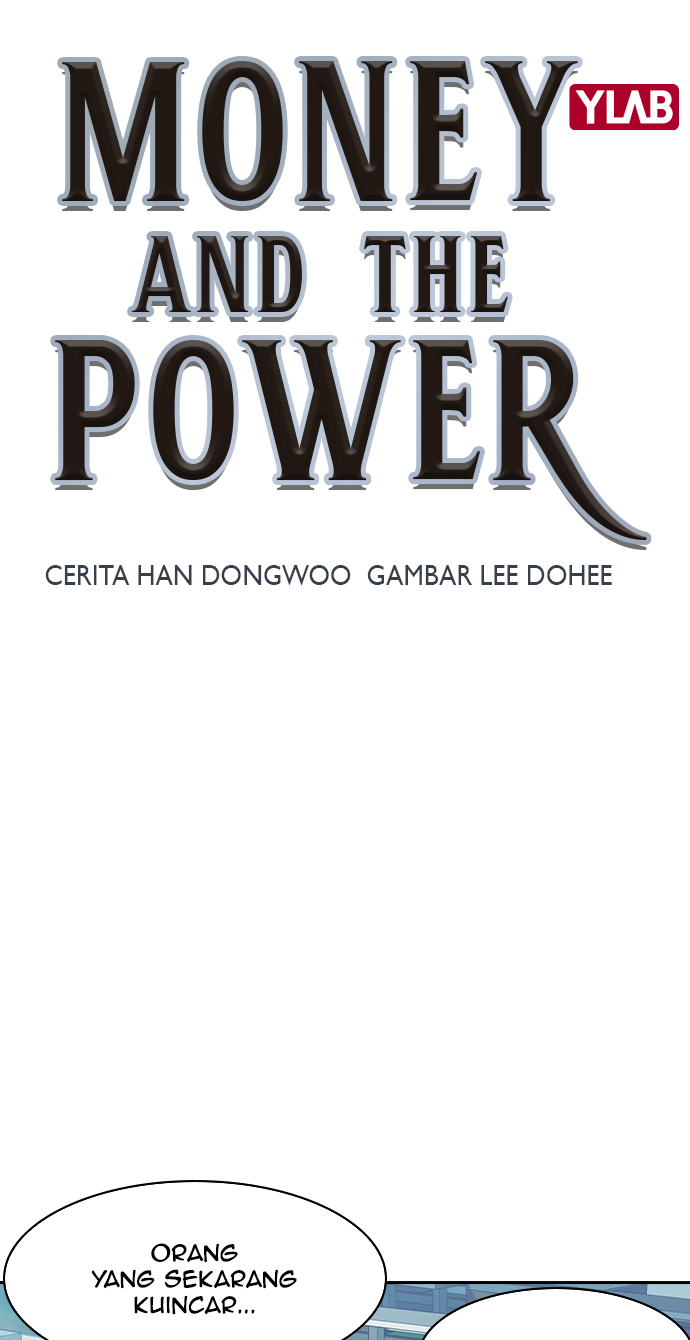 MONEY
YLAB
AND THE
POWER
CERITA HAN DONGWOO GAMBAR LEE DOHEE
ORANG
YANG SEKARANG
KUINCAR...